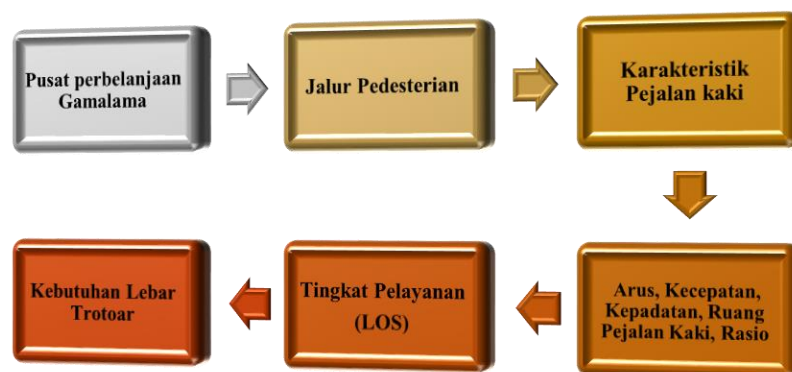 Pusat perbelanjaan
Gamalama
Jalur Pedesterian
Karakteristik
Pejalan kaki
Arus, Kecepatan,
Kepadatan, Ruang
Pejalan Kaki, Rasio
Tingkat Pelayanan
(LOS)
Kebutuhan Lebar
Trotoar